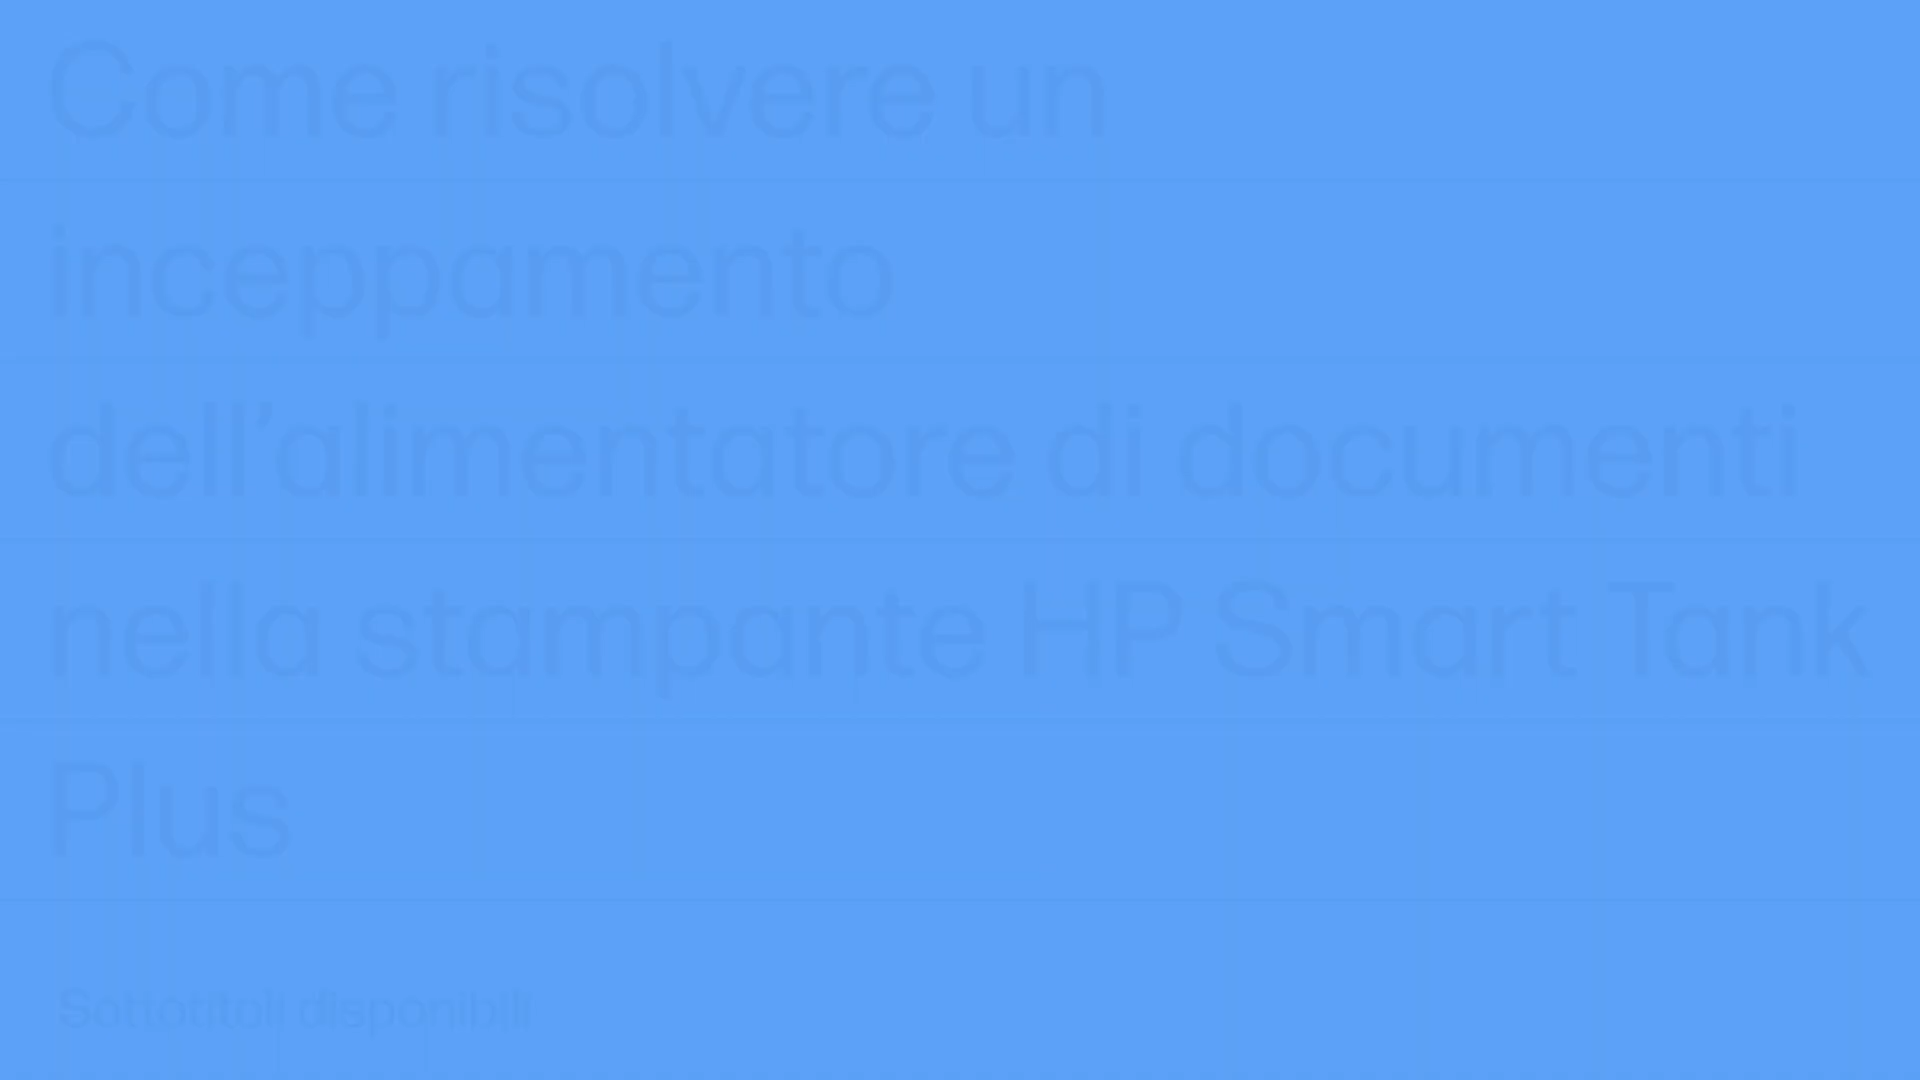 Come risolvere un
inceppamento
dell’alimentatore di documenti
nella stampante HP Smart Tank
Plus
Sottotitoli disponibili